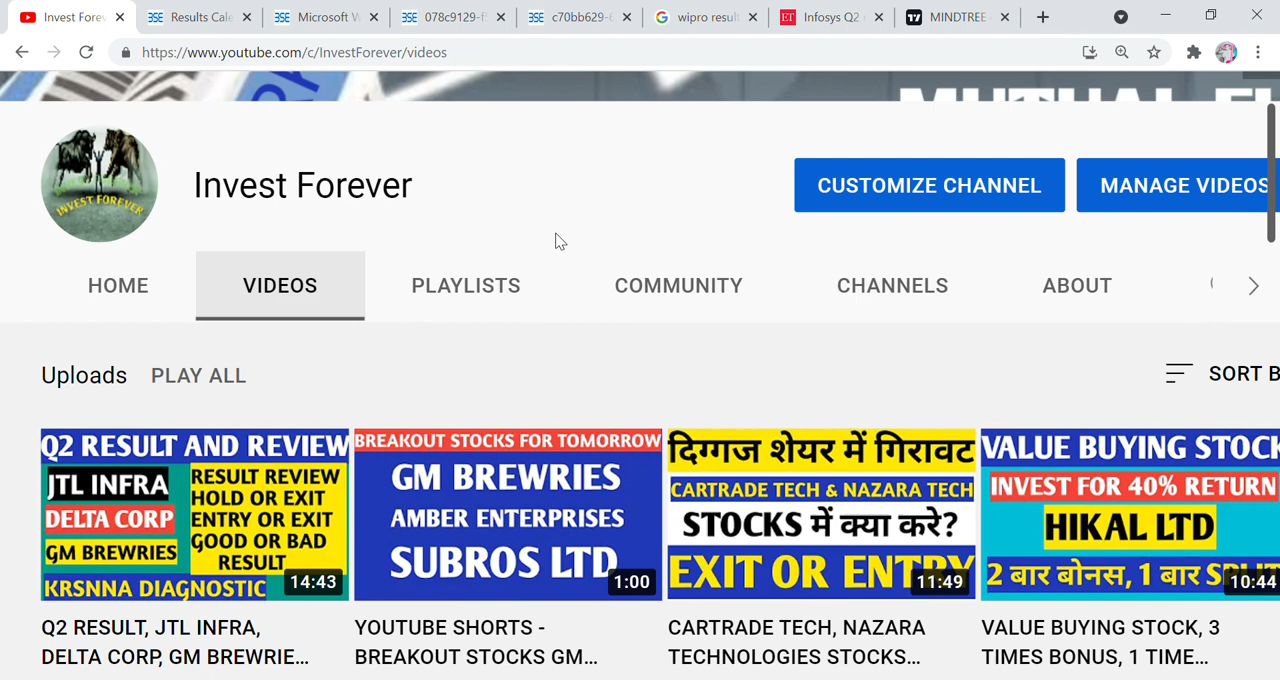 Invest Forev
Results Cale
Microsoft W
078c9129-f
c70bb629-6
wipro result
Infosys Q2
MINDTREE
https://www.youtube.com/c/InvestForever/videos
INVEST FOREVER
Invest Forever
CUSTOMIZE CHANNEL
MANAGE VIDEOS
HOME
VIDEOS
PLAYLISTS
COMMUNITY
CHANNELS
ABOUT
Uploads
PLAY ALL
SORT B
Q2 RESULT AND REVIEW
JTL INFRA
DELTA CORP
GM BREWRIES
KRSNNA DIAGNOSTIC
RESULT REVIEW
HOLD OR EXIT
ENTRY OR EXIT
GOOD OR BAD
RESULT
14:43
BREAKOUT STOCKS FOR TOMORROW
GM BREWRIES
AMBER ENTERPRISES
SUBROS LTD
1:00
दिग्गज शेयर में गिरावट
CARTRADE TECH & NAZARA TECH
STOCKS में क्या करे?
EXIT OR ENTRY
11:49
VALUE BUYING STOCK
INVEST FOR 40% RETURN
HIKAL LTD
2 बार बोनस, 1 बार SPLIT
10:44
Q2 RESULT, JTL INFRA,
DELTA CORP, GM BREWRIE...
YOUTUBE SHORTS -
BREAKOUT STOCKS GM...
CARTRADE TECH, NAZARA
TECHNOLOGIES STOCKS...
VALUE BUYING STOCK, 3
TIMES BONUS, 1 TIME...